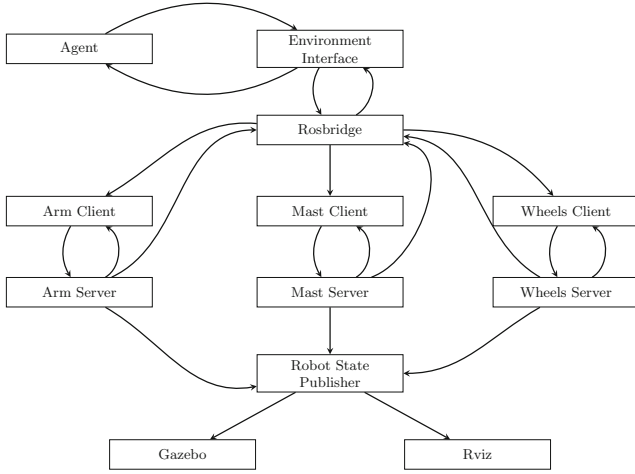 Agent
Environment
Interface
Rosbridge
Arm Client
Mast Client
Wheels Client
Arm Server
Mast Server
Wheels Server
Robot State
Publisher
Gazebo
Rviz